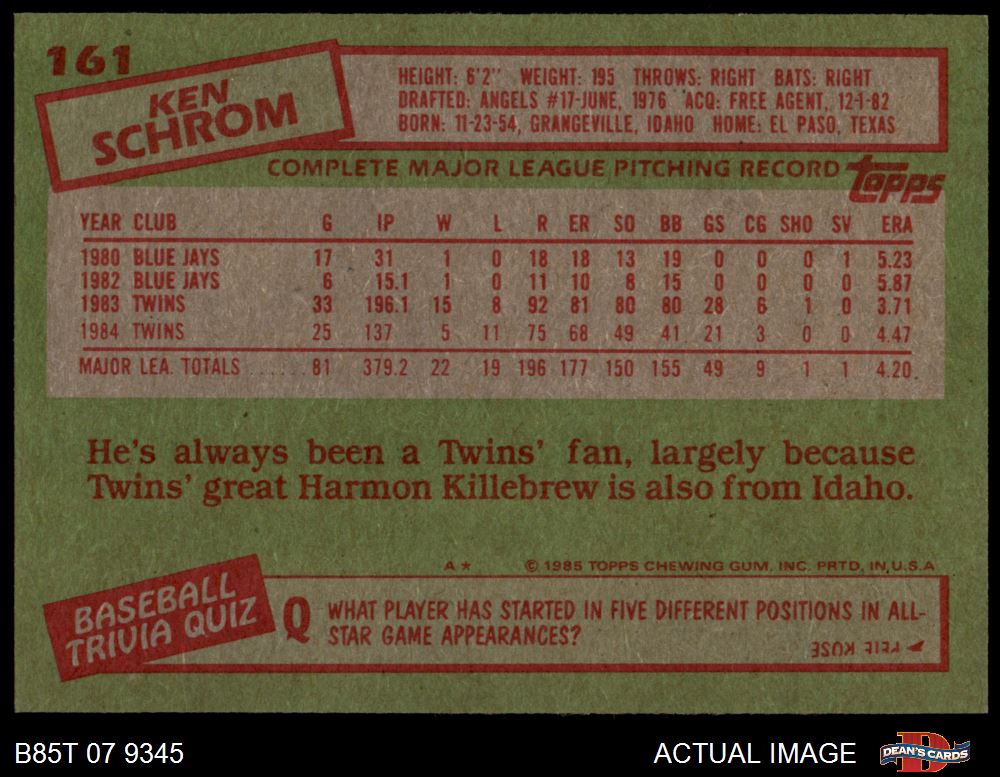 161
KEN
SCHROM
HEIGHT: 6'2" WEIGHT: 195 THROWS: RIGHT BATS: RIGHT
DRAFTED: ANGELS #17-JUNE, 1976 ACQ: FREE AGENT, 12-1-82
BORN: 11-23-54, GRANGEVILLE, IDAHO HOME: EL PASO, TEXAS
COMPLETE MAJOR LEAGUE PITCHING RECORD topps
YEAR CLUB G IP W L R ER SO BB GS CG SHO SV ERA
1980 BLUE JAYS 17 31 1 0 18 18 13 19 0 0 0 1 5.23
1982 BLUE JAYS 6 15.1 1 0 11 10 8 15 0 0 0 0 5.87
1983 TWINS 33 196.1 15 8 92 81 80 80 28 6 1 0 3.71
1984 TWINS 25 137 5 11 75 68 49 41 21 3 0 0 4.47
MAJOR LEA. TOTALS 81 379.2 22 19 196 177 150 155 49 9 1 1 4.20
He's always been a Twins' fan, largely because
Twins' great Harmon Killebrew is also from Idaho.
A* © 1985 TOPPS CHEWING GUM, INC. PRTD. IN U.S.A
BASEBALL
TRIVIA QUIZ
Q WHAT PLAYER HAS STARTED IN FIVE DIFFERENT POSITIONS IN ALL-
STAR GAME APPEARANCES?
PETE ROSE
B85T 07 9345
ACTUAL IMAGE
D
DEAN'S CARDS